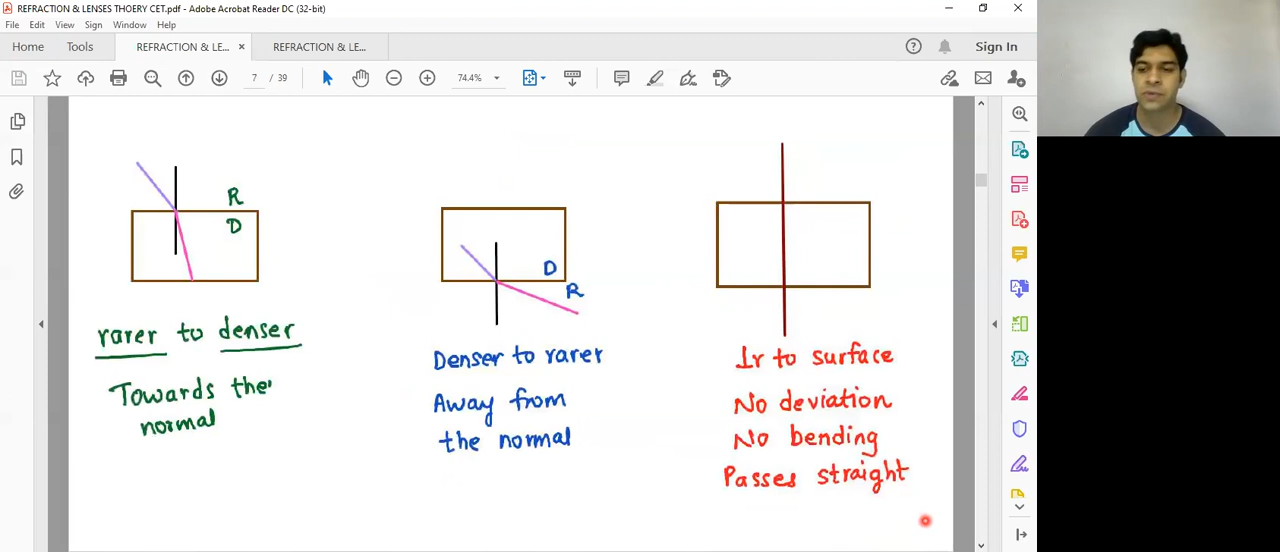 REFRACTION & LENSES THOERY CET.pdf - Adobe Acrobat Reader DC (32-bit)
File Edit View Sign Window Help
Home Tools REFRACTION & LE... × REFRACTION & LE... Sign In
7 / 39 74.4%
R
D
D
R
rarer to denser
Towards the
normal
Denser to rarer
Away from
the normal
⊥r to surface
No deviation
No bending
Passes straight